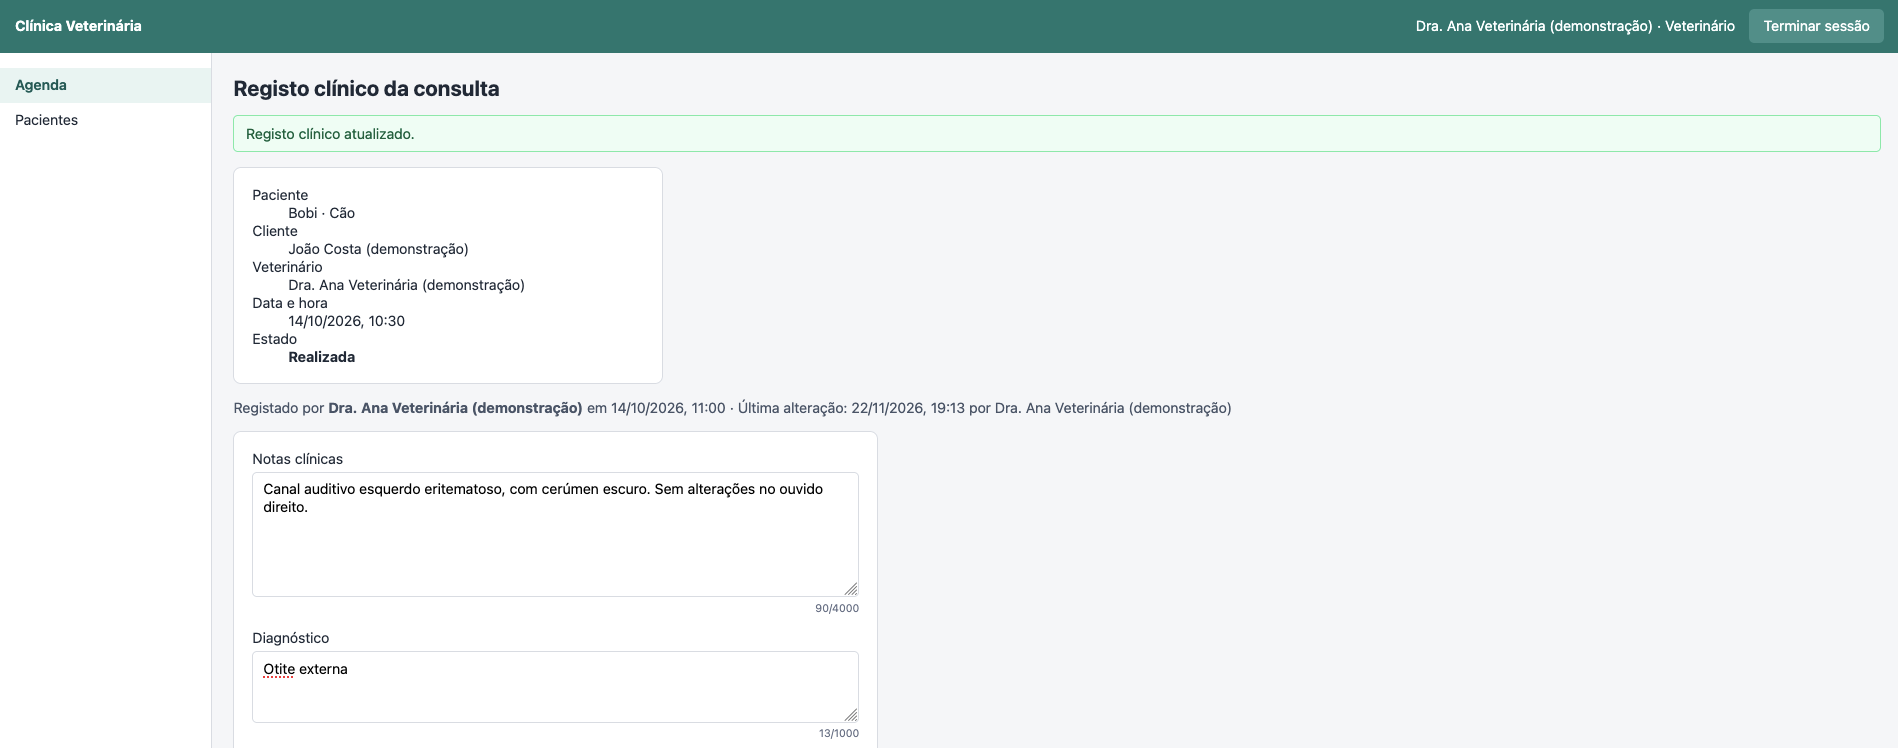 Clínica Veterinária
Dra. Ana Veterinária (demonstração) · Veterinário
Terminar sessão
Agenda
Pacientes
Registo clínico da consulta
Registo clínico atualizado.
Paciente
Bobi · Cão
Cliente
João Costa (demonstração)
Veterinário
Dra. Ana Veterinária (demonstração)
Data e hora
14/10/2026, 10:30
Estado
Realizada
Registado por Dra. Ana Veterinária (demonstração) em 14/10/2026, 11:00 · Última alteração: 22/11/2026, 19:13 por Dra. Ana Veterinária (demonstração)
Notas clínicas
Canal auditivo esquerdo eritematoso, com cerúmen escuro. Sem alterações no ouvido
direito.
90/4000
Diagnóstico
Otite externa
13/1000